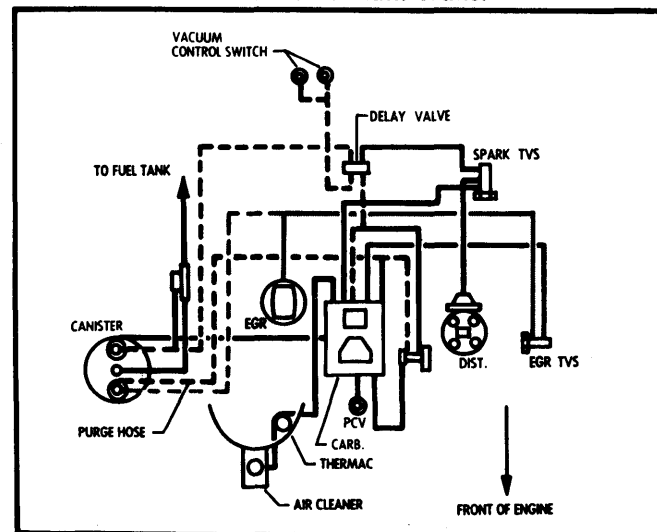 VACUUM
CONTROL SWITCH
DELAY VALVE
SPARK TVS
TO FUEL TANK
CANISTER
EGR
DIST.
EGR TVS
PURGE HOSE
PCV
CARB.
THERMAC
AIR CLEANER
FRONT OF ENGINE